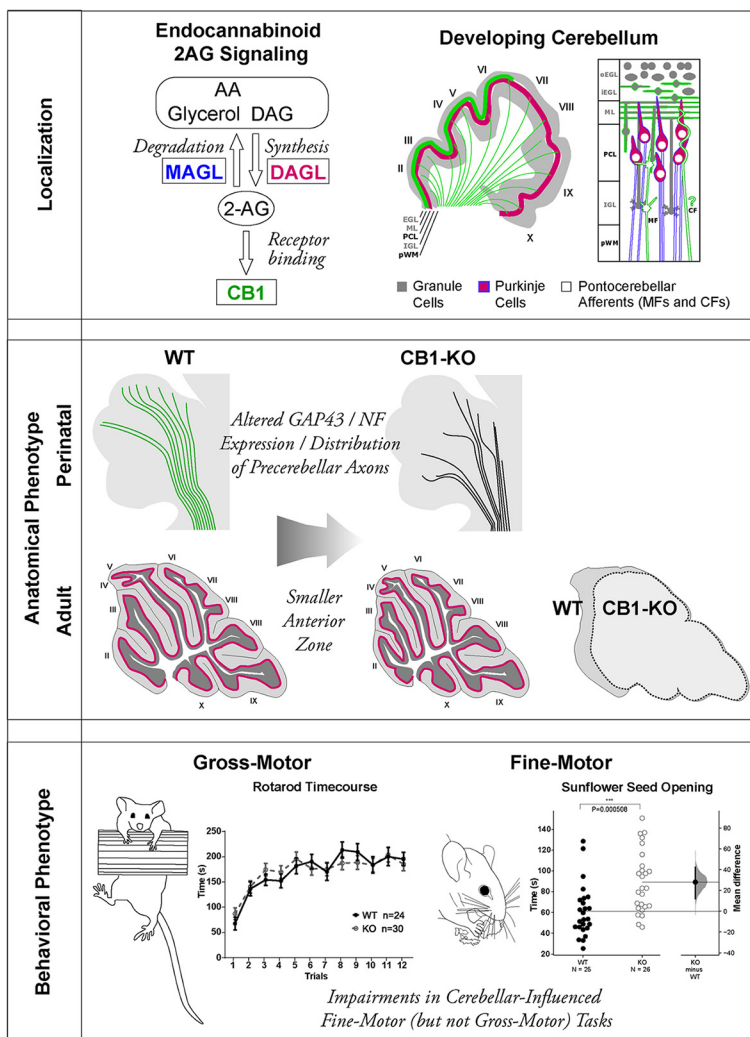 Localization
Endocannabinoid
2AG Signaling
AA
Glycerol DAG
Degradation
Synthesis
MAGL
DAGL
2-AG
Receptor
binding
CB1
Developing Cerebellum
II
III
IV
V
VI
VII
VIII
IX
X
EGL
ML
PCL
IGL
pWM
oEGL
iEGL
ML
PCL
IGL
pWM
MF
?
CF
Granule
Cells
Purkinje
Cells
Pontocerebellar
Afferents (MFs and CFs)
Anatomical Phenotype
Perinatal
Adult
WT
CB1-KO
Altered GAP43 / NF
Expression / Distribution
of Precerebellar Axons
II
III
IV
V
VI
VII
VIII
VIII
IX
X
Smaller
Anterior
Zone
II
III
IV
V
VI
VII
VIII
VIII
IX
X
WT CB1-KO
Behavioral Phenotype
Gross-Motor
Rotarod Timecourse
Time (s)
200
150
100
50
0
1 2 3 4 5 6 7 8 9 10 11 12
Trials
WT n=24
KO n=30
Fine-Motor
Sunflower Seed Opening
***
P=0.000508
Time (s)
140
120
100
80
60
40
20
WT
N = 25
KO
N = 26
KO
minus
WT
80
60
40
20
0
-20
-40
Mean difference
Impairments in Cerebellar-Influenced
Fine-Motor (but not Gross-Motor) Tasks